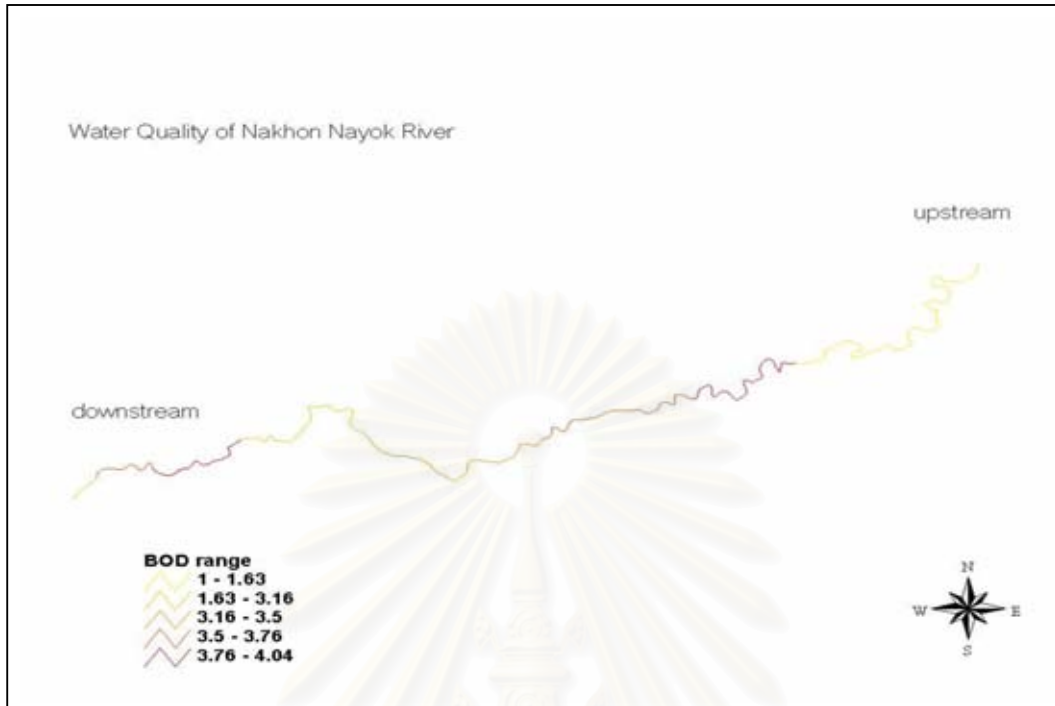 Water Quality of Nakhon Nayok River
upstream
downstream
BOD range
1 - 1.63
1.63 - 3.16
3.16 - 3.5
3.5 - 3.76
3.76 - 4.04
N
W E
S